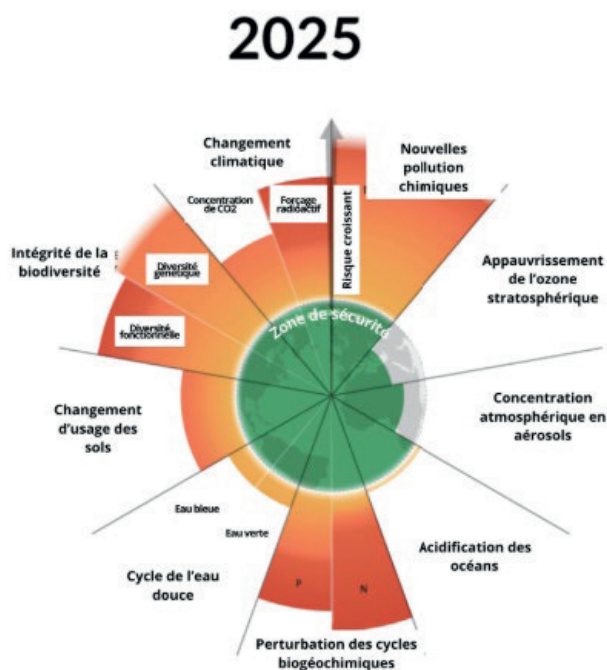 2025
Changement
climatique
Nouvelles
pollution
chimiques
Concentration
de CO2
Forçage
radioactif
Risque croissant
Intégrité de la
biodiversité
Diversité
génétique
Diversité
fonctionnelle
Appauvrissement
de l'ozone
stratosphérique
Zone de sécurité
Changement
d'usage des
sols
Concentration
atmosphérique en
aérosols
Eau bleue
Eau verte
Cycle de l'eau
douce
P
N
Acidification des
océans
Perturbation des cycles
biogéochimiques